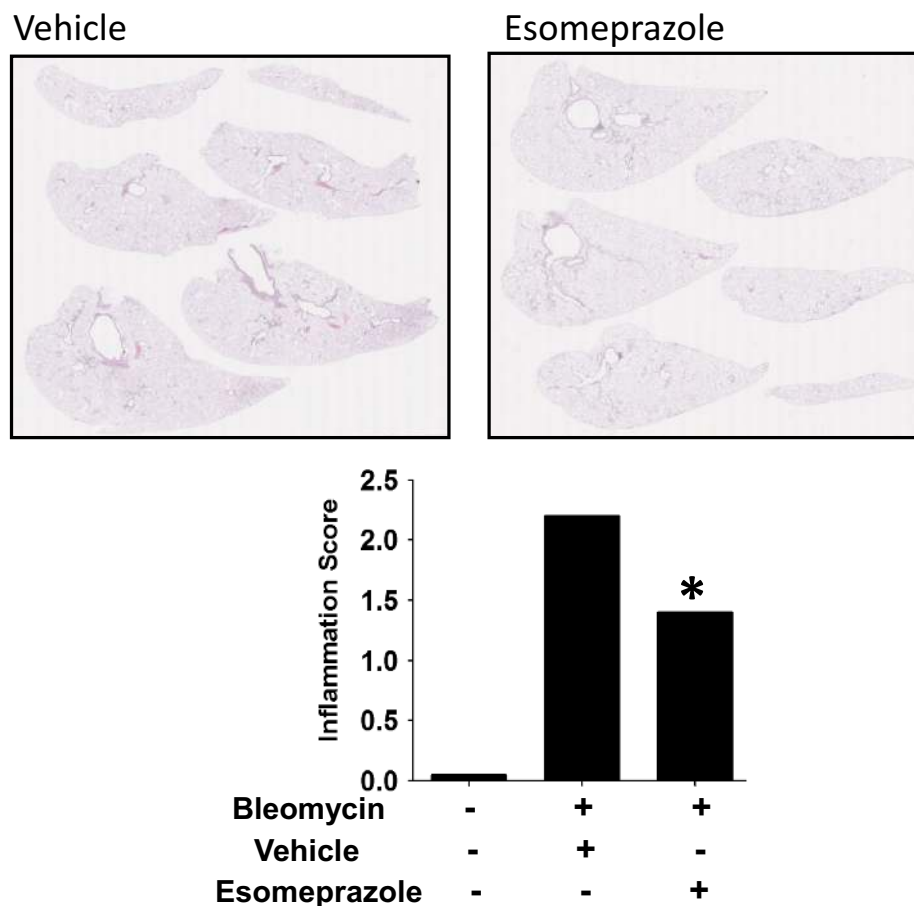 Vehicle Esomeprazole
2.5
2.0
1.5
1.0
0.5
0.0
Inflammation Score
*
Bleomycin - + +
Vehicle - + -
Esomeprazole - - +